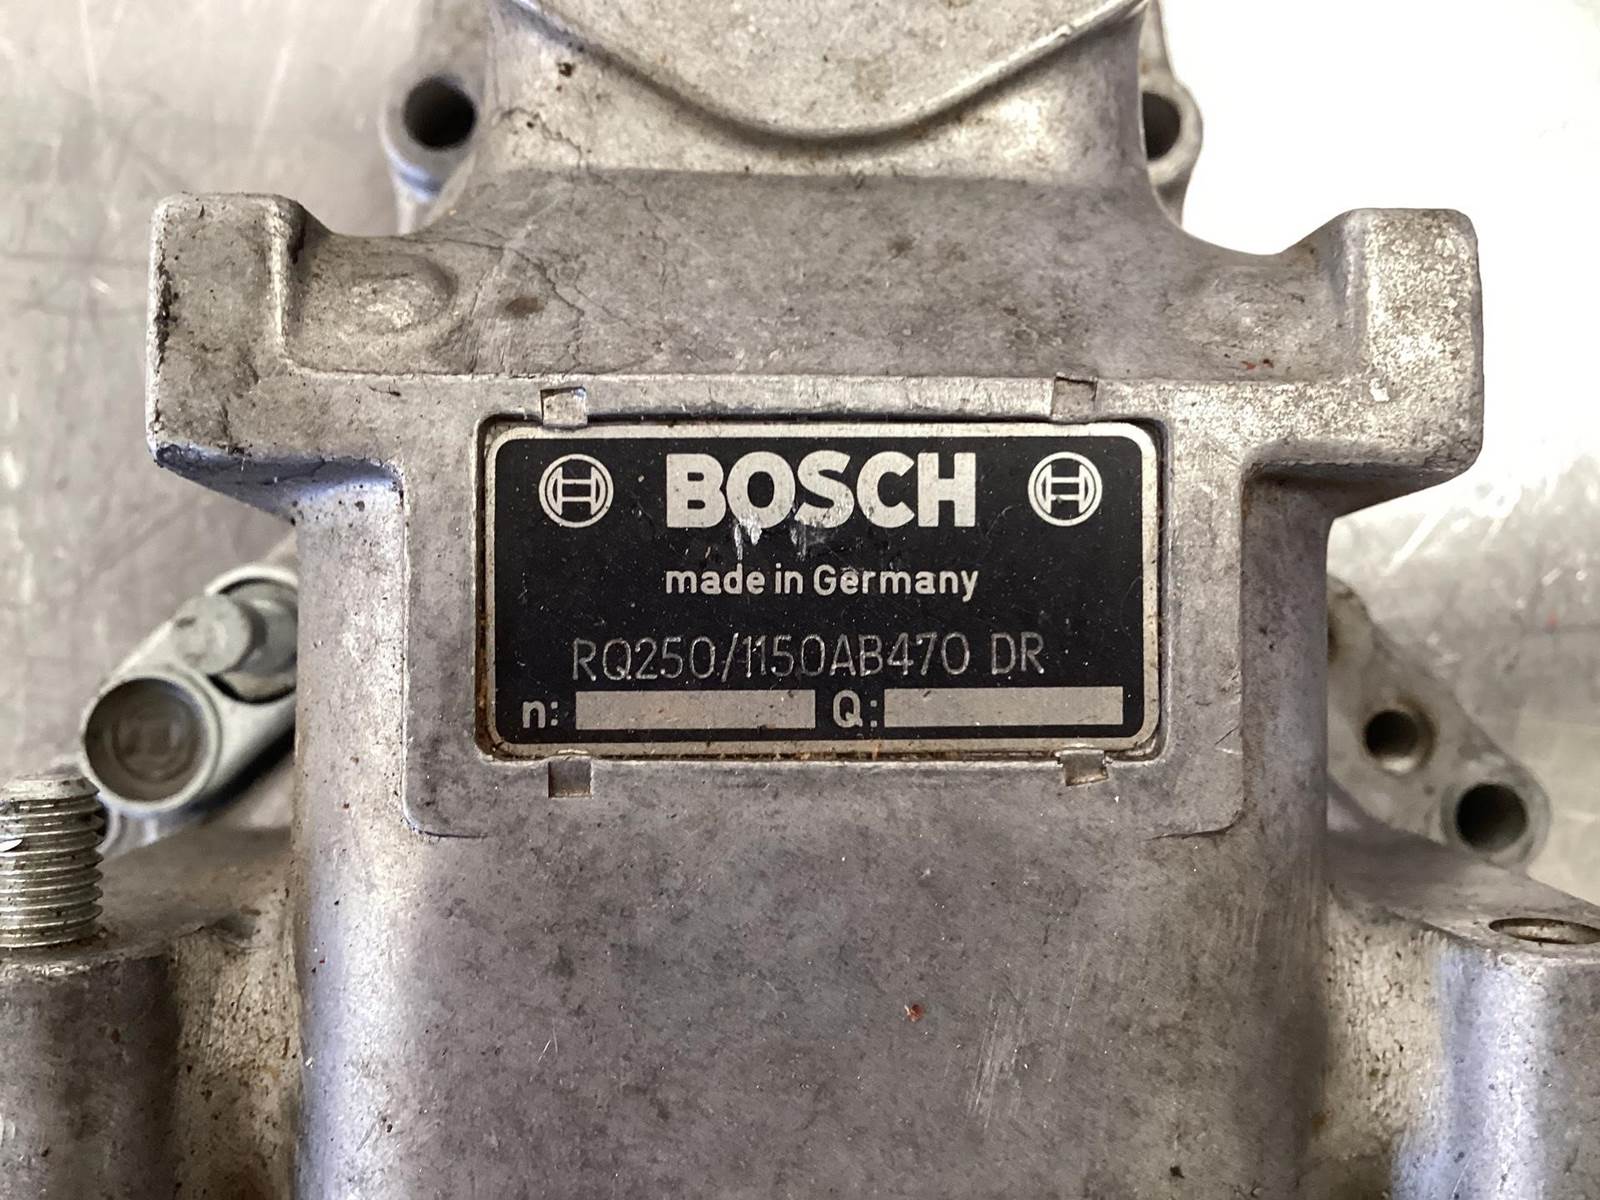 BOSCH
made in Germany
RQ250/1150AB470 DR
n: Q: